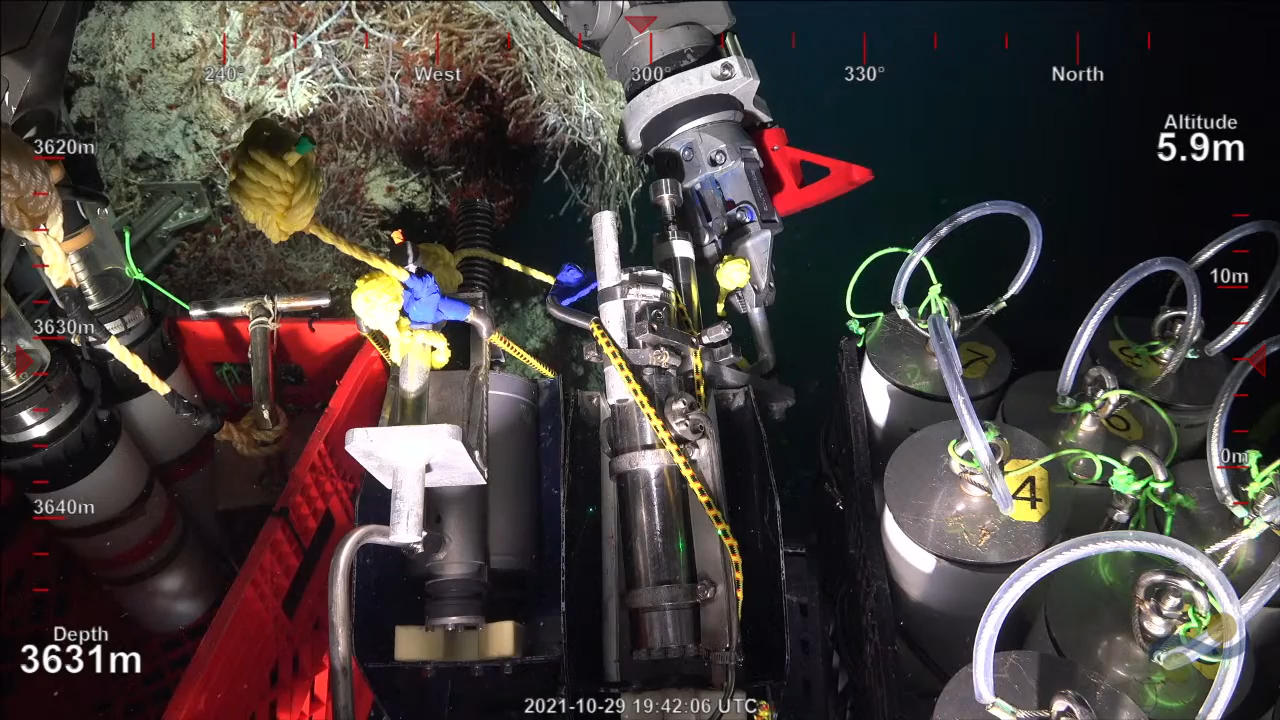 240° West 300° 330° North
Altitude
5.9m
3620m
10m
3630m
0m
3640m
Depth
3631m
7
6
4
2021-10-29 19:42:06 UTC